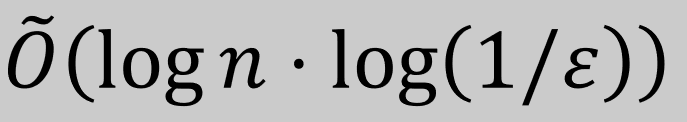 Õ(log n · log(1/ε))